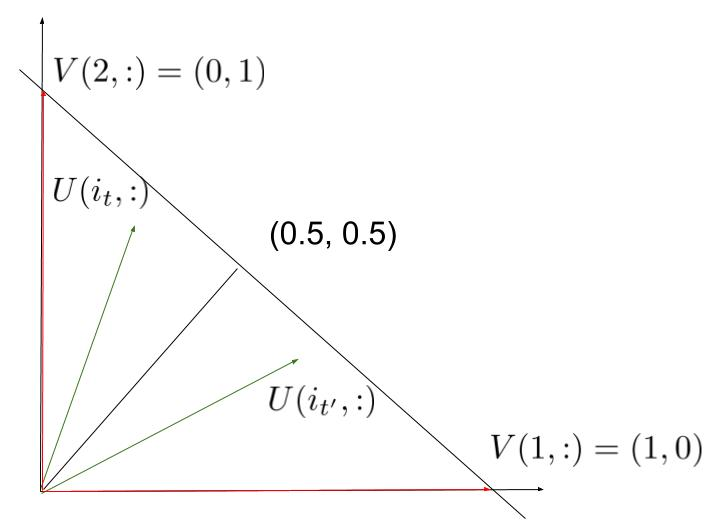 V(2,:) = (0,1)
U(i_t,:)
(0.5, 0.5)
U(i_{t'},:)
V(1,:) = (1,0)